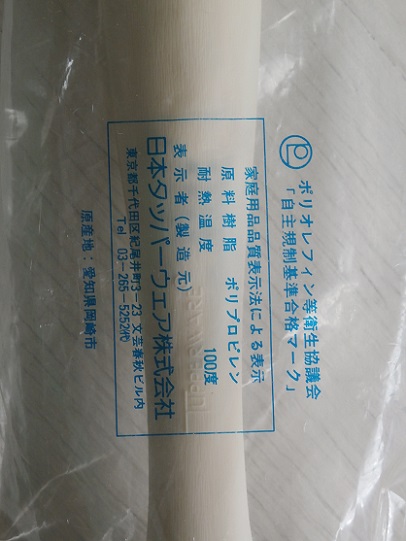 ポリオレフィン等衛生協議会
「自主規制基準合格マーク」
家庭用品品質表示法による表示
原料樹脂 ポリプロピレン
耐熱温度 100度
表示者(製造元)
日本タッパーウェア株式会社
東京都千代田区紀尾井町3-23 文芸春秋ビル内
Tel 03-265-5252㈹
原産地:愛知県岡崎市